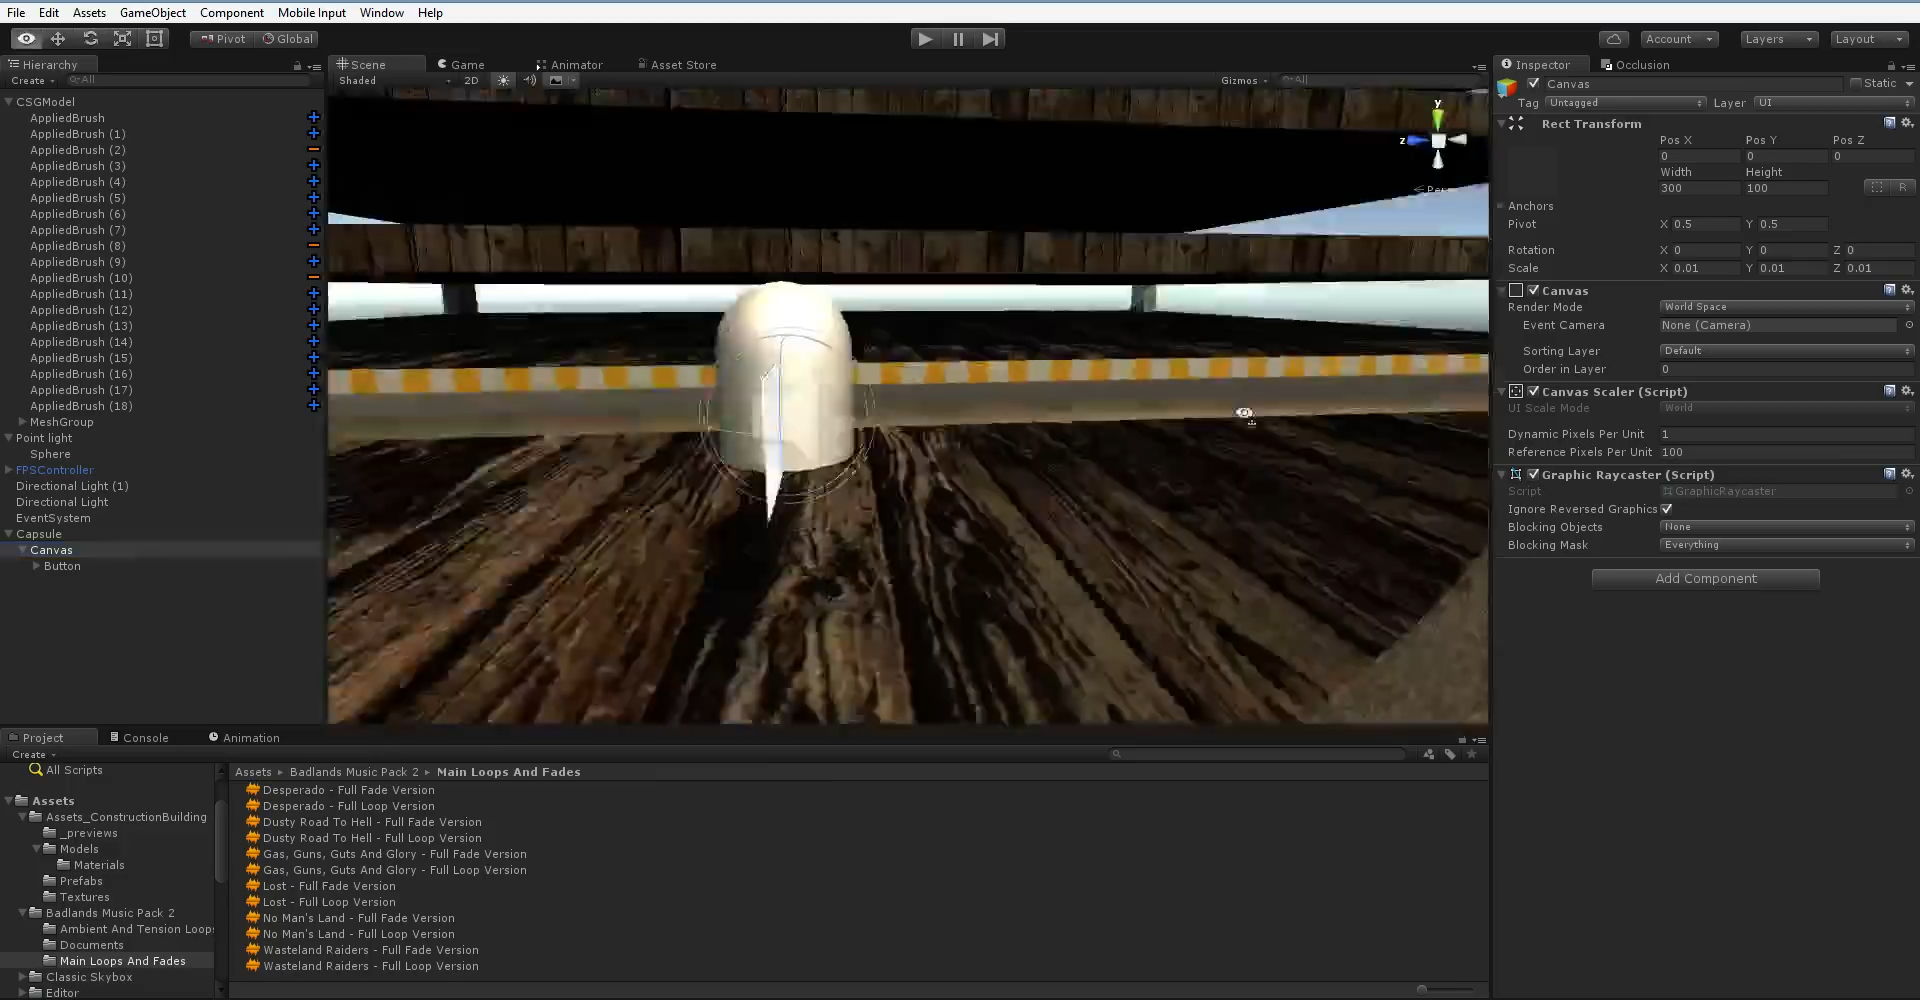 File Edit Assets GameObject Component Mobile Input Window Help
Pivot Global Account Layers Layout
Hierarchy
Create All
CSGModel
AppliedBrush
AppliedBrush (1)
AppliedBrush (2)
AppliedBrush (3)
AppliedBrush (4)
AppliedBrush (5)
AppliedBrush (6)
AppliedBrush (7)
AppliedBrush (8)
AppliedBrush (9)
AppliedBrush (10)
AppliedBrush (11)
AppliedBrush (12)
AppliedBrush (13)
AppliedBrush (14)
AppliedBrush (15)
AppliedBrush (16)
AppliedBrush (17)
AppliedBrush (18)
MeshGroup
Point light
Sphere
FPSController
Directional Light (1)
Directional Light
EventSystem
Capsule
Canvas
Button
Scene Game Animator Asset Store
Shaded 2D Gizmos All
y
z
Inspector Occlusion
Canvas Static
Tag Untagged Layer UI
Rect Transform
Pos X Pos Y Pos Z
0 0 0
Width Height
300 100 R
Anchors
Pivot X 0.5 Y 0.5
Rotation X 0 Y 0 Z 0
Scale X 0.01 Y 0.01 Z 0.01
Canvas
Render Mode World Space
Event Camera None (Camera)
Sorting Layer Default
Order in Layer 0
Canvas Scaler (Script)
UI Scale Mode World
Dynamic Pixels Per Unit 1
Reference Pixels Per Unit 100
Graphic Raycaster (Script)
Script GraphicRaycaster
Ignore Reversed Graphics
Blocking Objects None
Blocking Mask Everything
Add Component
Project Console Animation
Create
All Scripts
Assets
Assets_ConstructionBuilding
_previews
Models
Materials
Prefabs
Textures
Badlands Music Pack 2
Ambient And Tension Loops
Documents
Main Loops And Fades
Classic Skybox
Editor
Assets Badlands Music Pack 2 Main Loops And Fades
Desperado - Full Fade Version
Desperado - Full Loop Version
Dusty Road To Hell - Full Fade Version
Dusty Road To Hell - Full Loop Version
Gas, Guns, Guts And Glory - Full Fade Version
Gas, Guns, Guts And Glory - Full Loop Version
Lost - Full Fade Version
Lost - Full Loop Version
No Man's Land - Full Fade Version
No Man's Land - Full Loop Version
Wasteland Raiders - Full Fade Version
Wasteland Raiders - Full Loop Version